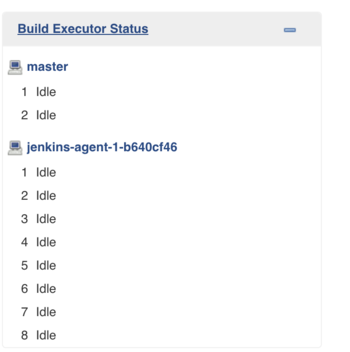 Build Executor Status
master
1 Idle
2 Idle
jenkins-agent-1-b640cf46
1 Idle
2 Idle
3 Idle
4 Idle
5 Idle
6 Idle
7 Idle
8 Idle